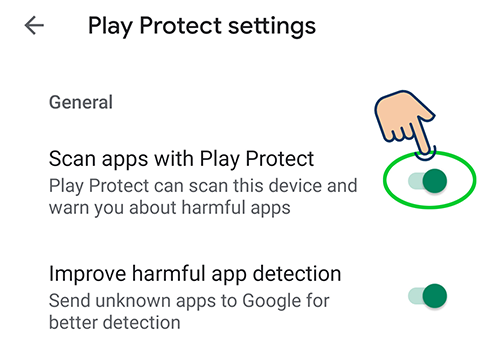 Play Protect settings
General
Scan apps with Play Protect
Play Protect can scan this device and
warn you about harmful apps
Improve harmful app detection
Send unknown apps to Google for
better detection